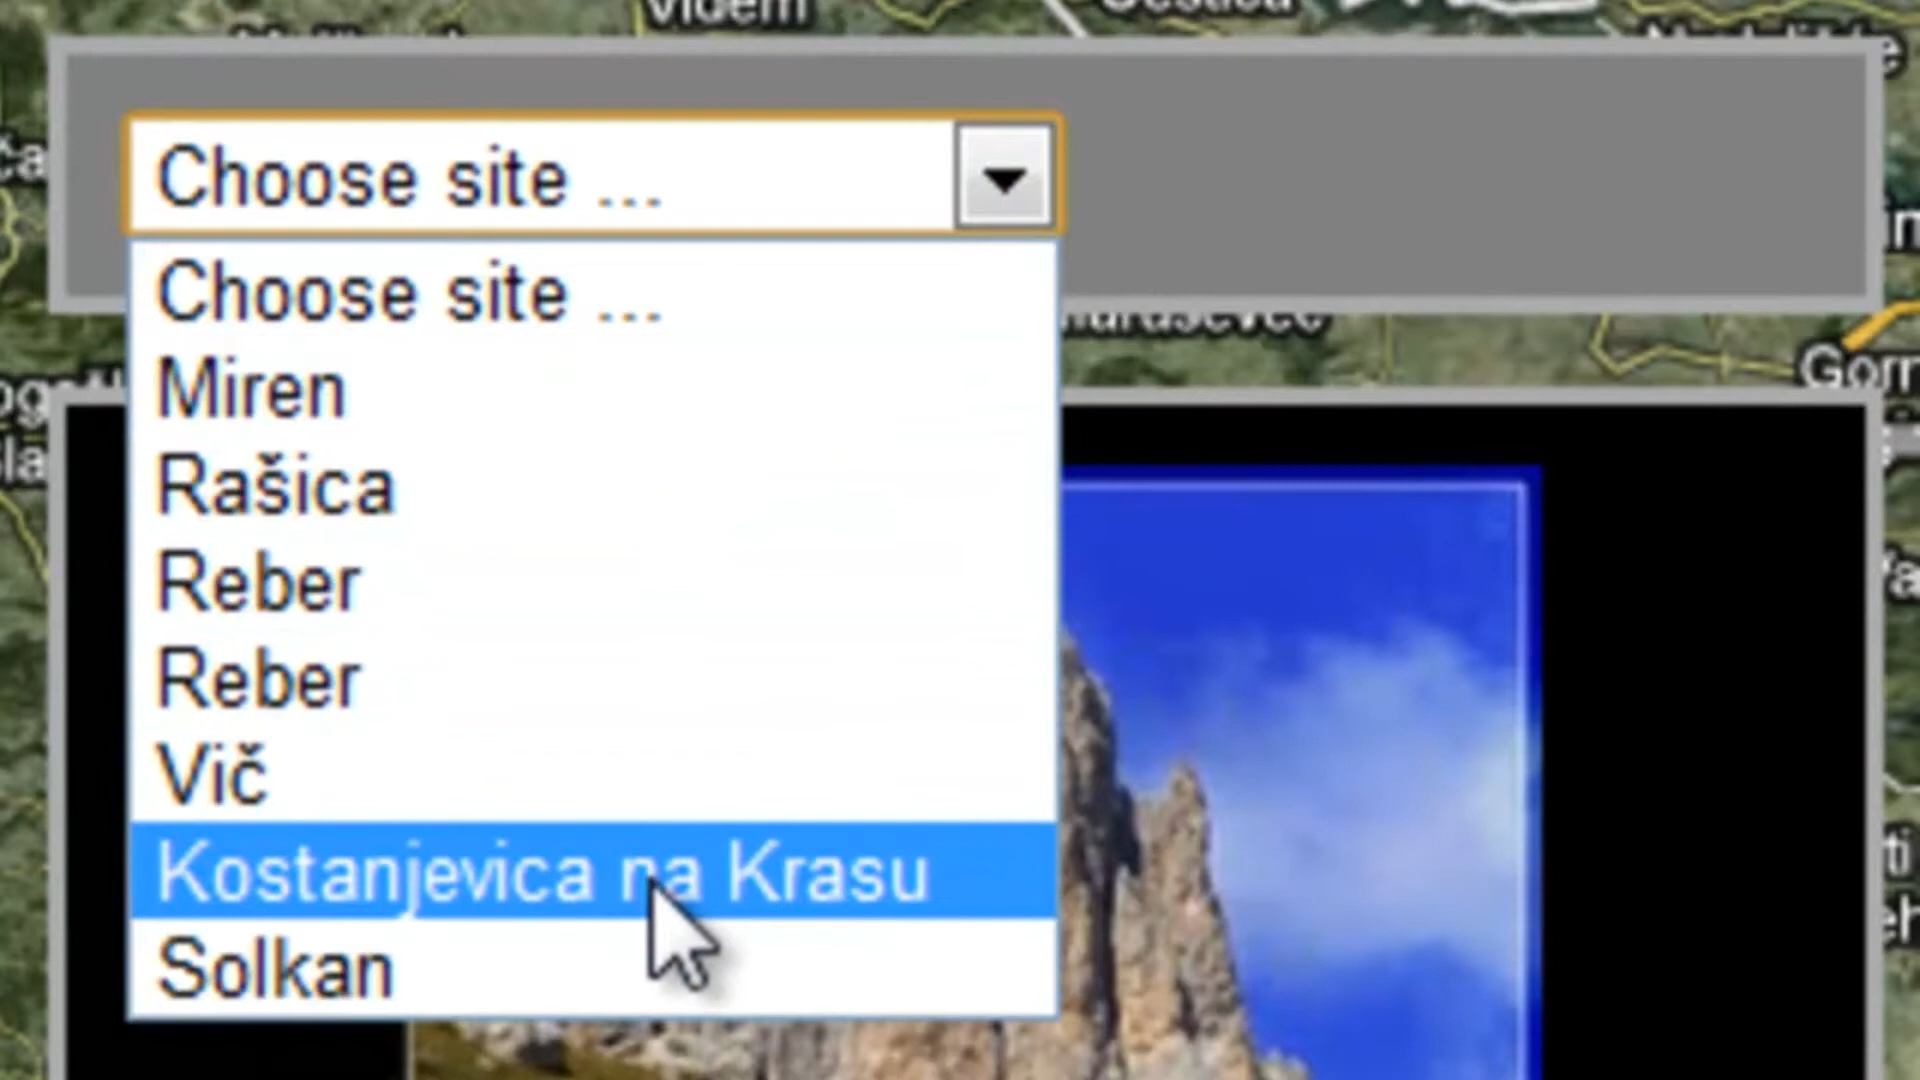 Choose site ...
Choose site ...
Miren
Rašica
Reber
Reber
Vič
Kostanjevica na Krasu
Solkan